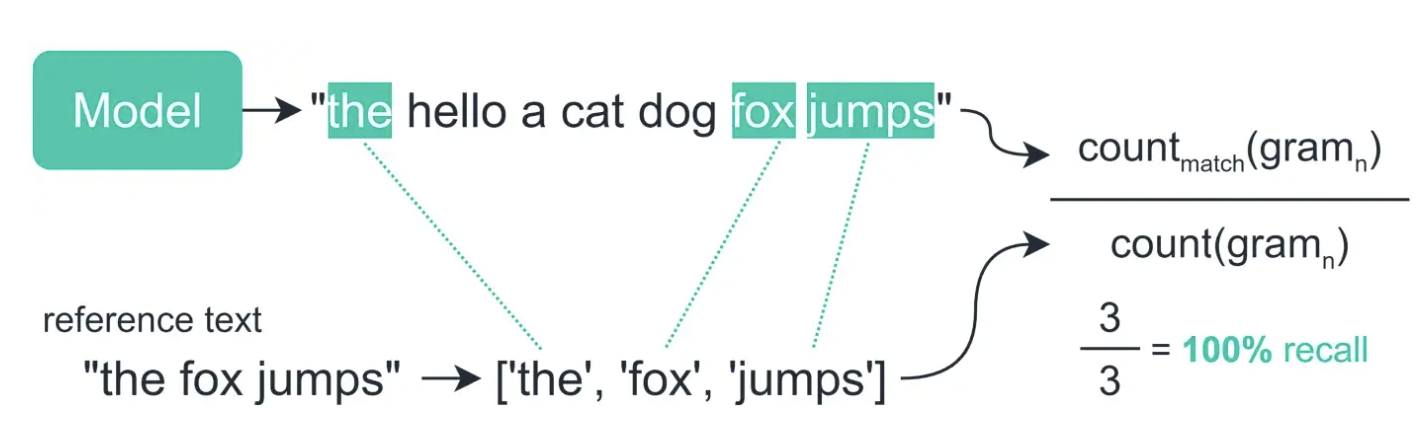 Model
"the hello a cat dog fox jumps"
count_match(gram_n)
count(gram_n)
reference text
"the fox jumps"
['the', 'fox', 'jumps']
3
3
= 100% recall